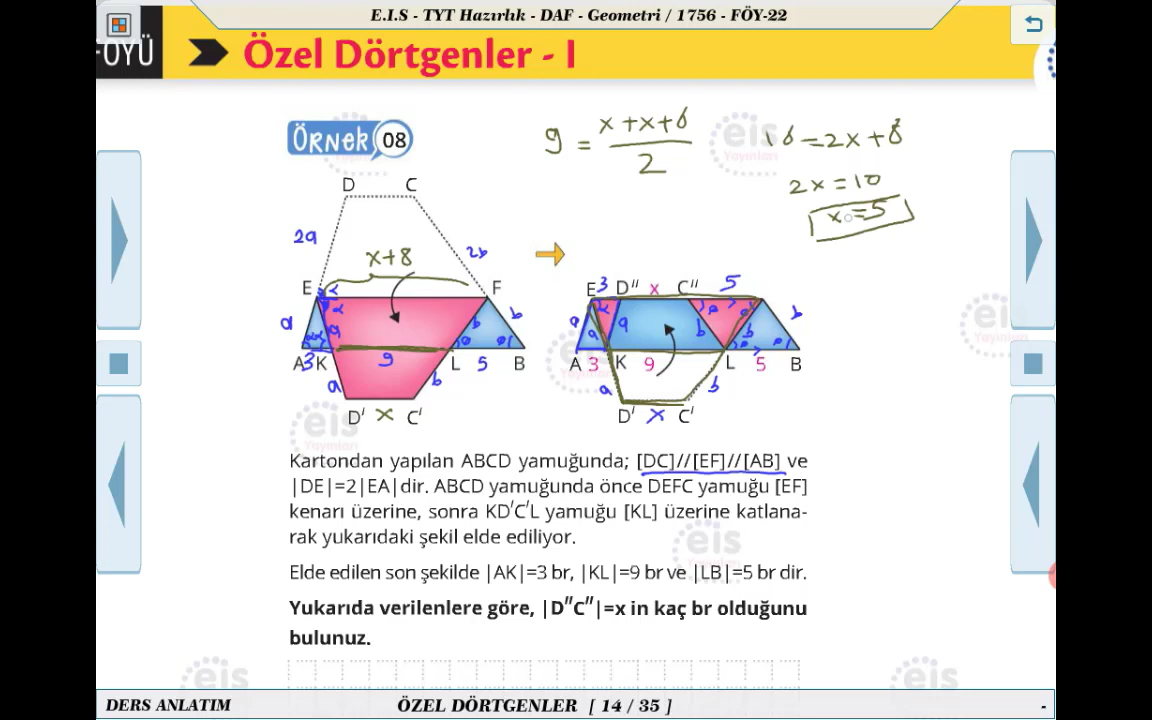 E.I.S - TYT Hazırlık - DAF - Geometri / 1756 - FÖY-22
FÖYÜ
Özel Dörtgenler - I
ÖRNEK 08
9 = x+x+8 / 2
18=2x+8
2x=10
x=5
D C
2a
2b
x+8
E F
a b
A 3 K 9 L 5 B
a b
D' x C'
E 3 D" x C" 5
a a b b b
A 3 K 9 L 5 B
a b
D' x C'
eis
Yayınları
Kartondan yapılan ABCD yamuğunda; [DC]//[EF]//[AB] ve
|DE|=2|EA|dir. ABCD yamuğunda önce DEFC yamuğu [EF]
kenarı üzerine, sonra KD'C'L yamuğu [KL] üzerine katlana-
rak yukarıdaki şekil elde ediliyor.
Elde edilen son şekilde |AK|=3 br, |KL|=9 br ve |LB|=5 br dir.
Yukarıda verilenlere göre, |D"C"|=x in kaç br olduğunu
bulunuz.
DERS ANLATIM
ÖZEL DÖRTGENLER [ 14 / 35 ]
-